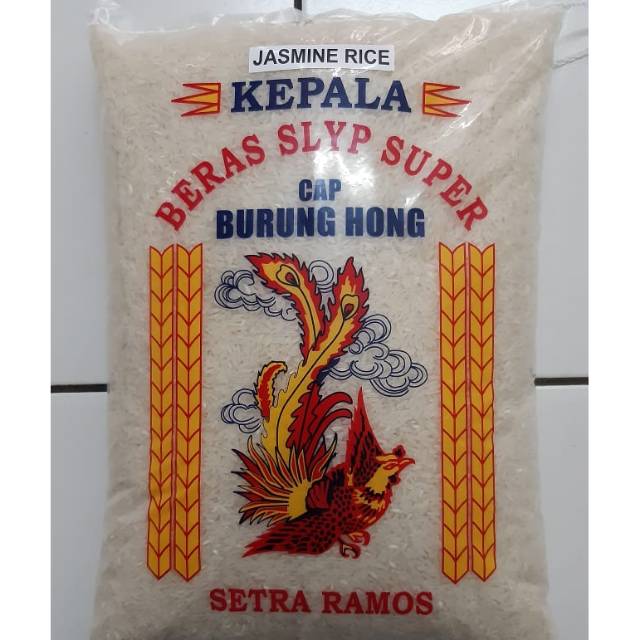 JASMINE RICE
KEPALA
BERAS SLYP SUPER
CAP
BURUNG HONG
SETRA RAMOS